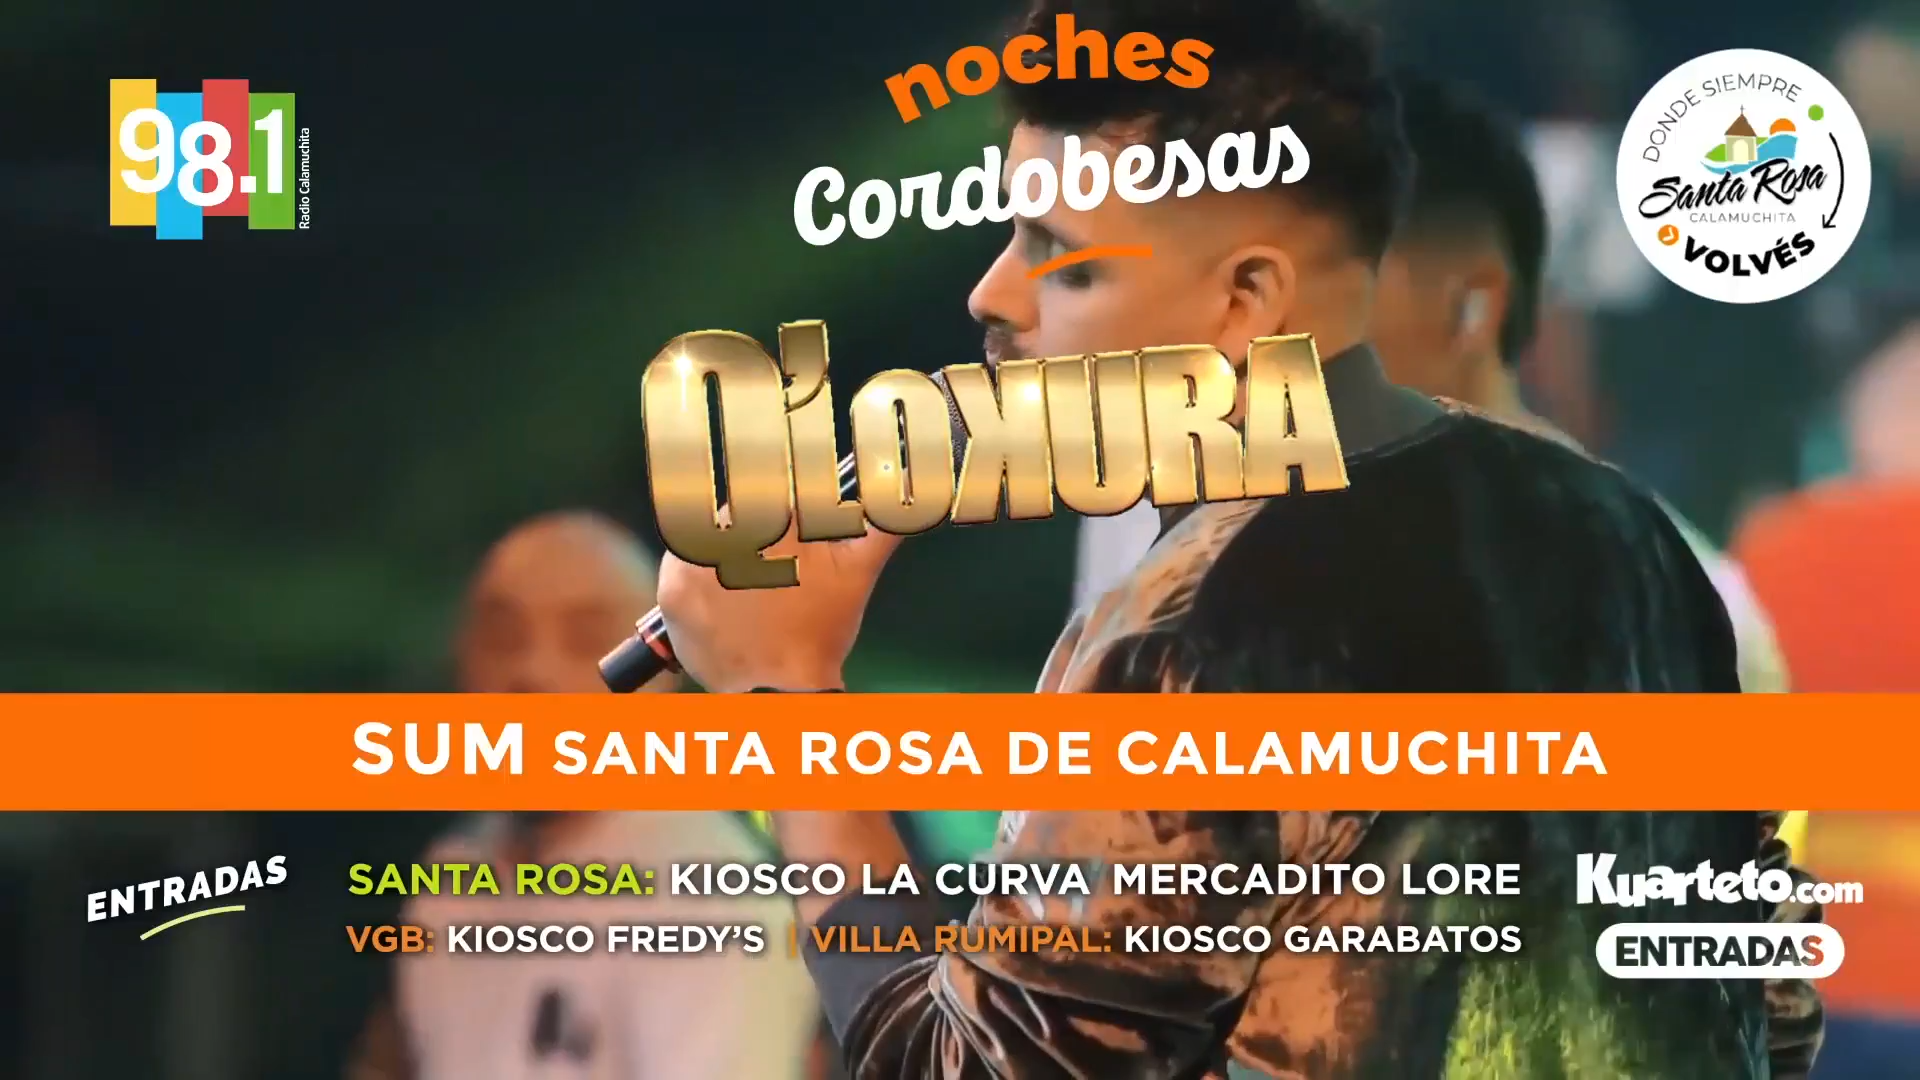 98.1
Radio Calamuchita
noches
Cordobesas
DONDE SIEMPRE
Santa Rosa
CALAMUCHITA
VOLVÉS
Q'LOKURA
SUM SANTA ROSA DE CALAMUCHITA
ENTRADAS
SANTA ROSA: KIOSCO LA CURVA MERCADITO LORE
VGB: KIOSCO FREDY'S | VILLA RUMIPAL: KIOSCO GARABATOS
Kuarteto.com
ENTRADAS